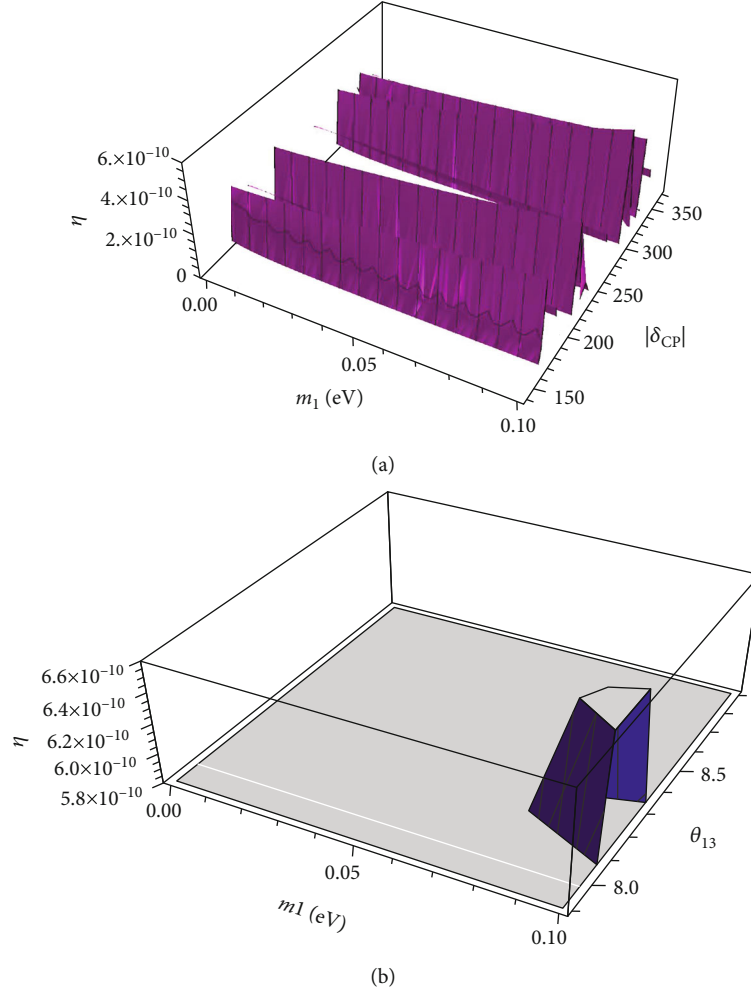 6.×10⁻¹⁰
4.×10⁻¹⁰
η
2.×10⁻¹⁰
0
0.00
0.05
0.10
m₁ (eV)
350
300
250
200
150
|δ_CP|
(a)
6.6×10⁻¹⁰
6.4×10⁻¹⁰
η
6.2×10⁻¹⁰
6.0×10⁻¹⁰
5.8×10⁻¹⁰
0.00
0.05
0.10
m1 (eV)
8.5
8.0
θ₁₃
(b)